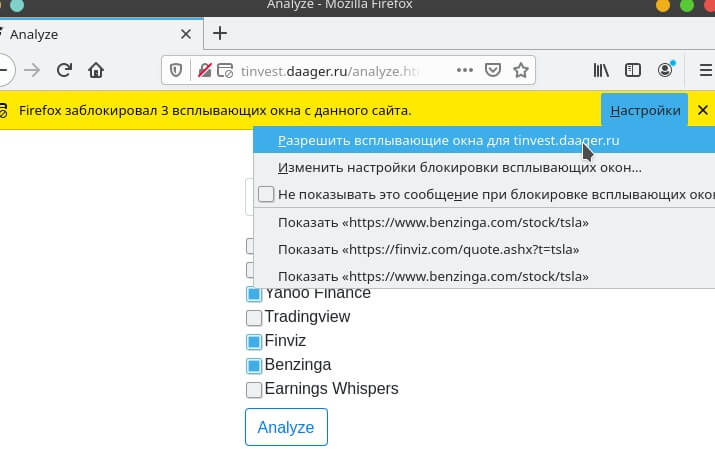 Analyze - Mozilla Firefox
Analyze
tinvest.daager.ru/analyze.ht
Firefox заблокировал 3 всплывающих окна с данного сайта.
Настройки
Разрешить всплывающие окна для tinvest.daager.ru
Изменить настройки блокировки всплывающих окон...
Не показывать это сообщение при блокировке всплывающих
Показать «https://www.benzinga.com/stock/tsla»
Показать «https://finviz.com/quote.ashx?t=tsla»
Показать «https://www.benzinga.com/stock/tsla»
Yahoo Finance
Tradingview
Finviz
Benzinga
Earnings Whispers
Analyze